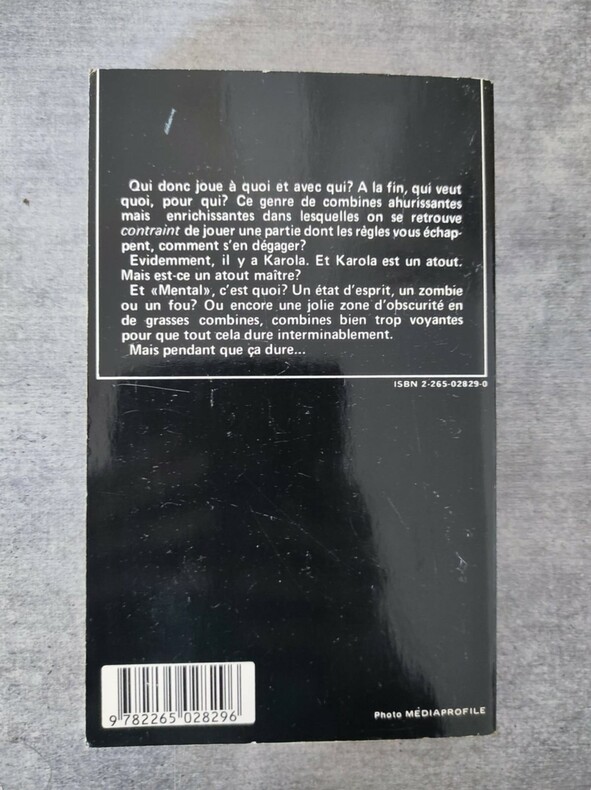 Qui donc joue à quoi et avec qui? A la fin, qui veut
quoi, pour qui? Ce genre de combines ahurissantes
mais enrichissantes dans lesquelles on se retrouve
contraint de jouer une partie dont les règles vous échap-
pent, comment s'en dégager?
Evidemment, il y a Karola. Et Karola est un atout.
Mais est-ce un atout maître?
Et «Mental», c'est quoi? Un état d'esprit, un zombie
ou un fou? Ou encore une jolie zone d'obscurité en
de grasses combines, combines bien trop voyantes
pour que tout cela dure interminablement.
Mais pendant que ça dure...
ISBN 2-265-02829-0
9 782265 028296
Photo MEDIAPROFILE